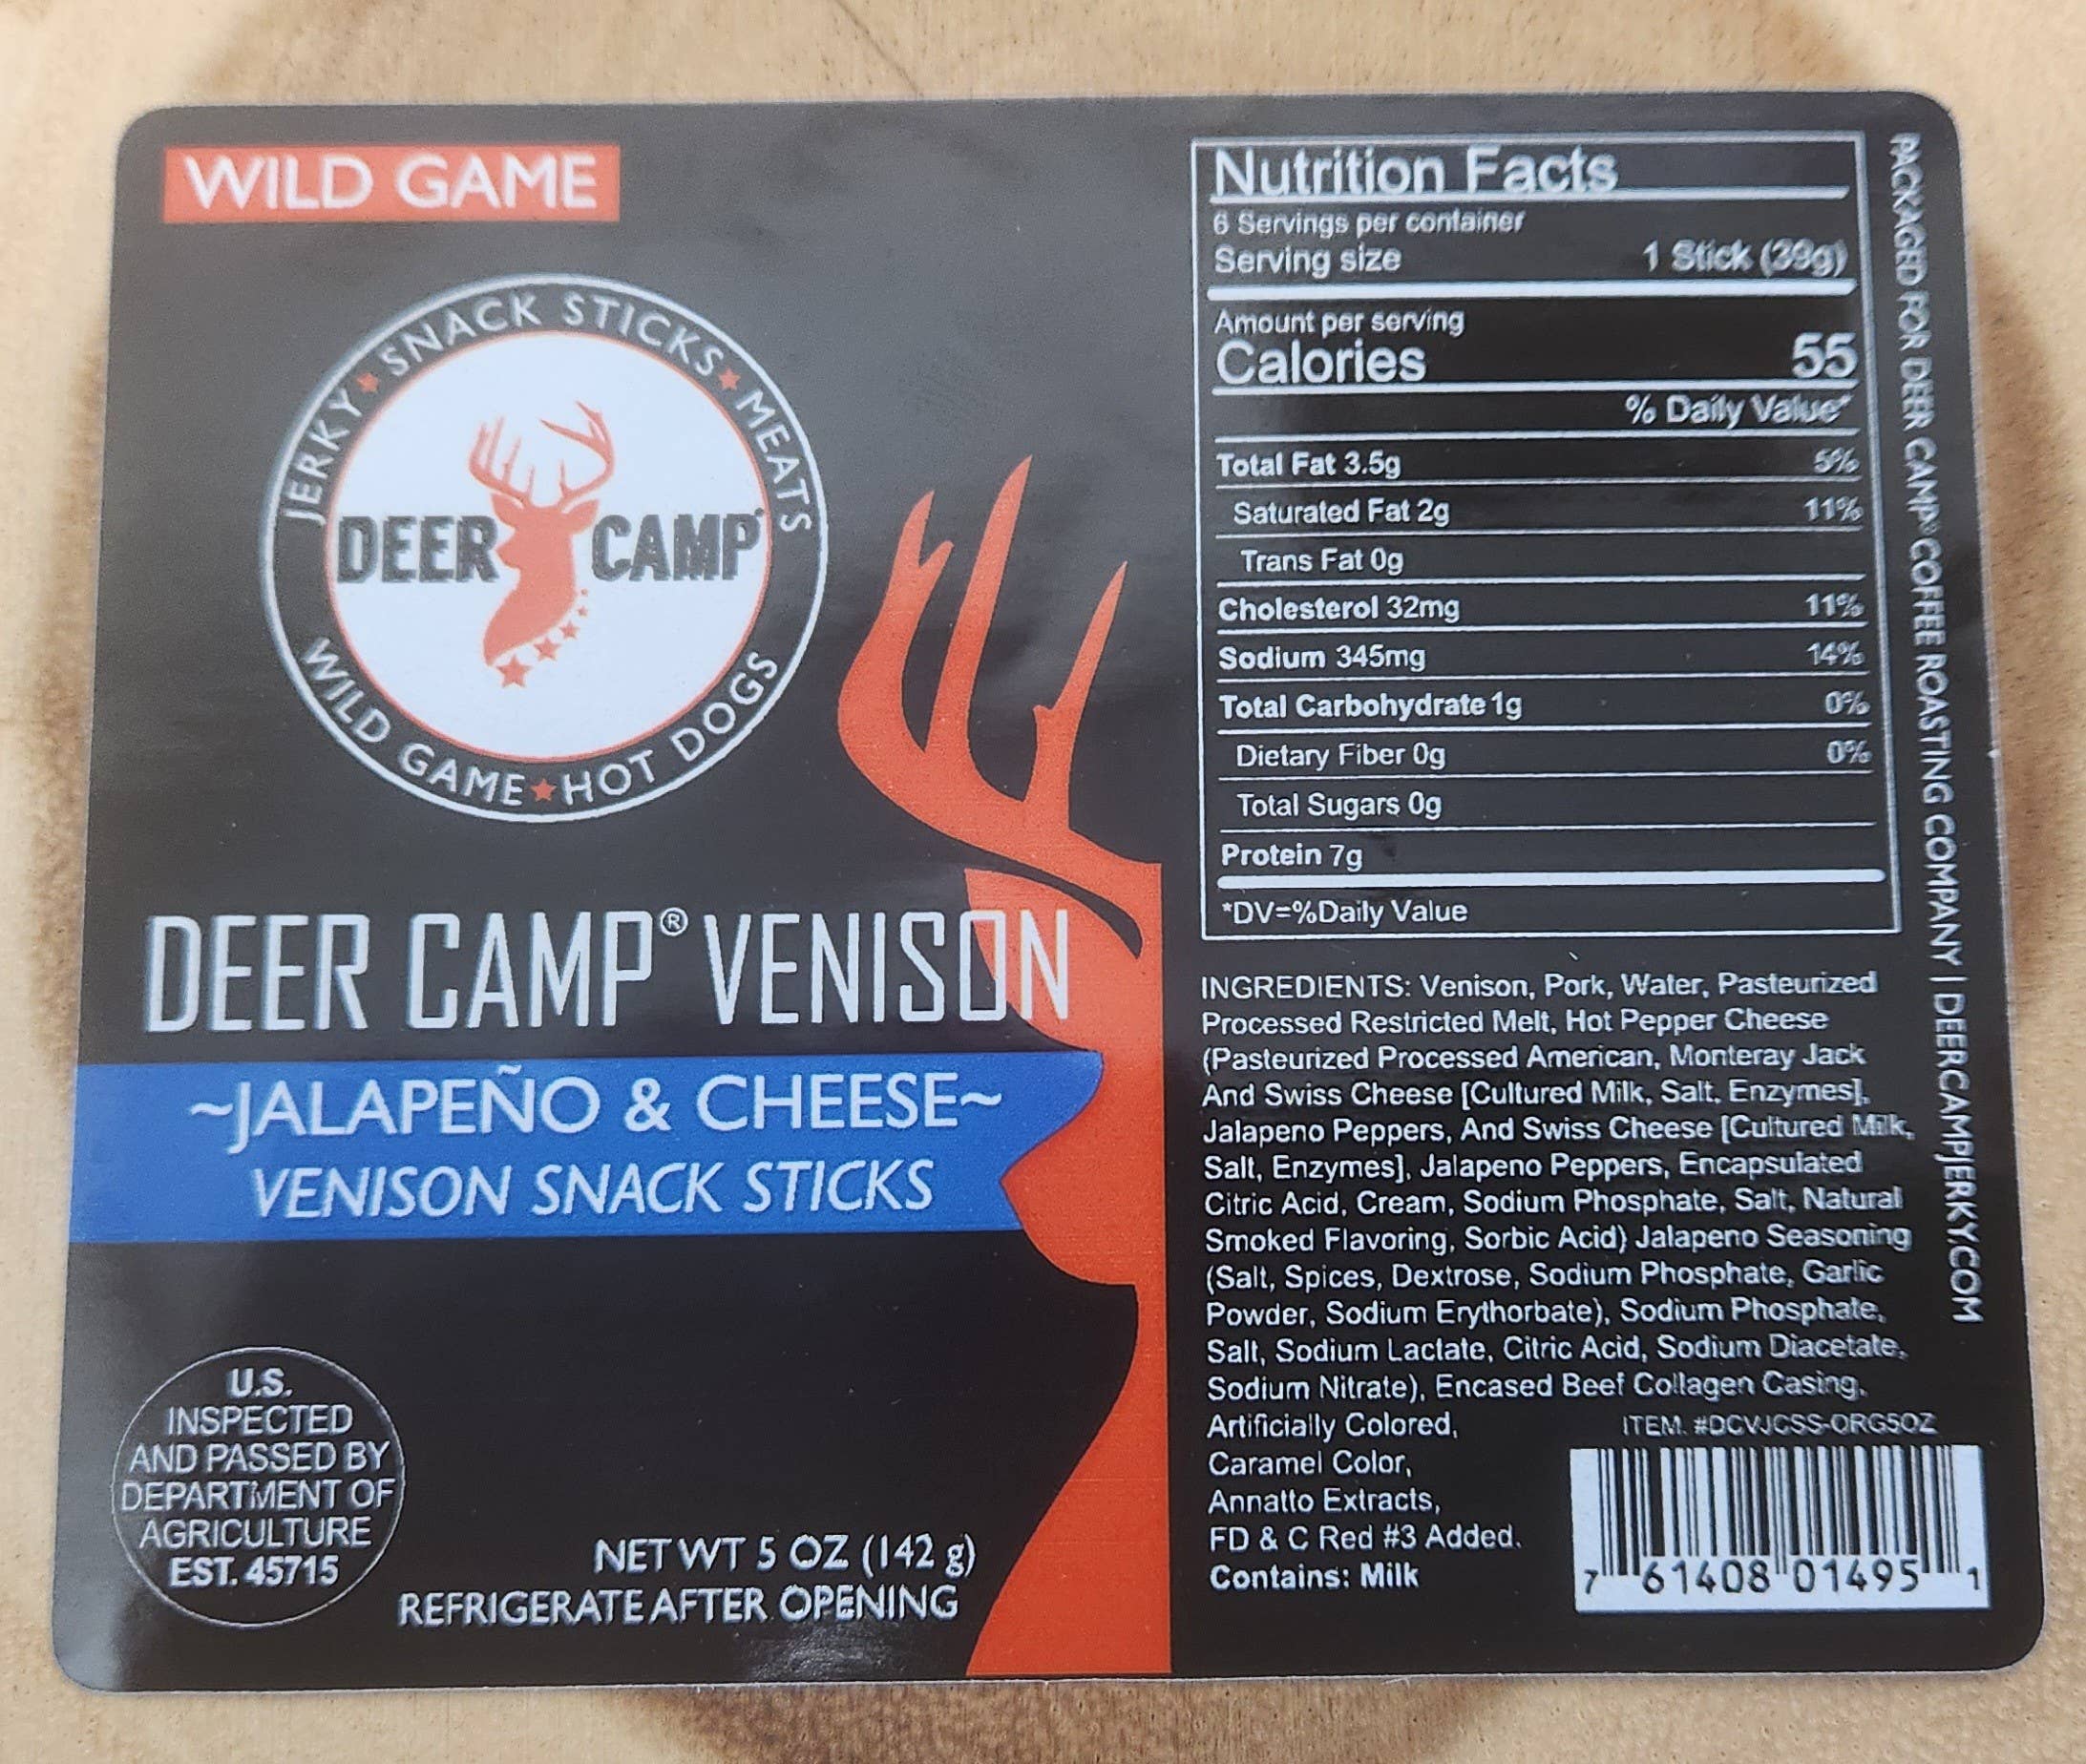 WILD GAME
JERKY ★ SNACK STICKS ★ MEATS
DEER CAMP
WILD GAME ★ HOT DOGS
DEER CAMP® VENISON
~JALAPEÑO & CHEESE~
VENISON SNACK STICKS
U.S.
INSPECTED
AND PASSED BY
DEPARTMENT OF
AGRICULTURE
EST. 45715
NET WT 5 OZ (142 g)
REFRIGERATE AFTER OPENING
Nutrition Facts
6 Servings per container
Serving size 1 Stick (39g)
Amount per serving
Calories 55
% Daily Value*
Total Fat 3.5g 5%
Saturated Fat 2g 11%
Trans Fat 0g
Cholesterol 32mg 11%
Sodium 345mg 14%
Total Carbohydrate 1g 0%
Dietary Fiber 0g 0%
Total Sugars 0g
Protein 7g
*DV=%Daily Value
INGREDIENTS: Venison, Pork, Water, Pasteurized
Processed Restricted Melt, Hot Pepper Cheese
(Pasteurized Processed American, Monteray Jack
And Swiss Cheese [Cultured Milk, Salt, Enzymes],
Jalapeno Peppers, And Swiss Cheese [Cultured Milk,
Salt, Enzymes], Jalapeno Peppers, Encapsulated
Citric Acid, Cream, Sodium Phosphate, Salt, Natural
Smoked Flavoring, Sorbic Acid) Jalapeno Seasoning
(Salt, Spices, Dextrose, Sodium Phosphate, Garlic
Powder, Sodium Erythorbate), Sodium Phosphate,
Salt, Sodium Lactate, Citric Acid, Sodium Diacetate,
Sodium Nitrate), Encased Beef Collagen Casing,
Artificially Colored,
Caramel Color,
Annatto Extracts,
FD & C Red #3 Added.
Contains: Milk
ITEM. #DCVJCSS-ORG5OZ
7 61408 01495 1
PACKAGED FOR DEER CAMP® COFFEE ROASTING COMPANY | DEERCAMPJERKY.COM